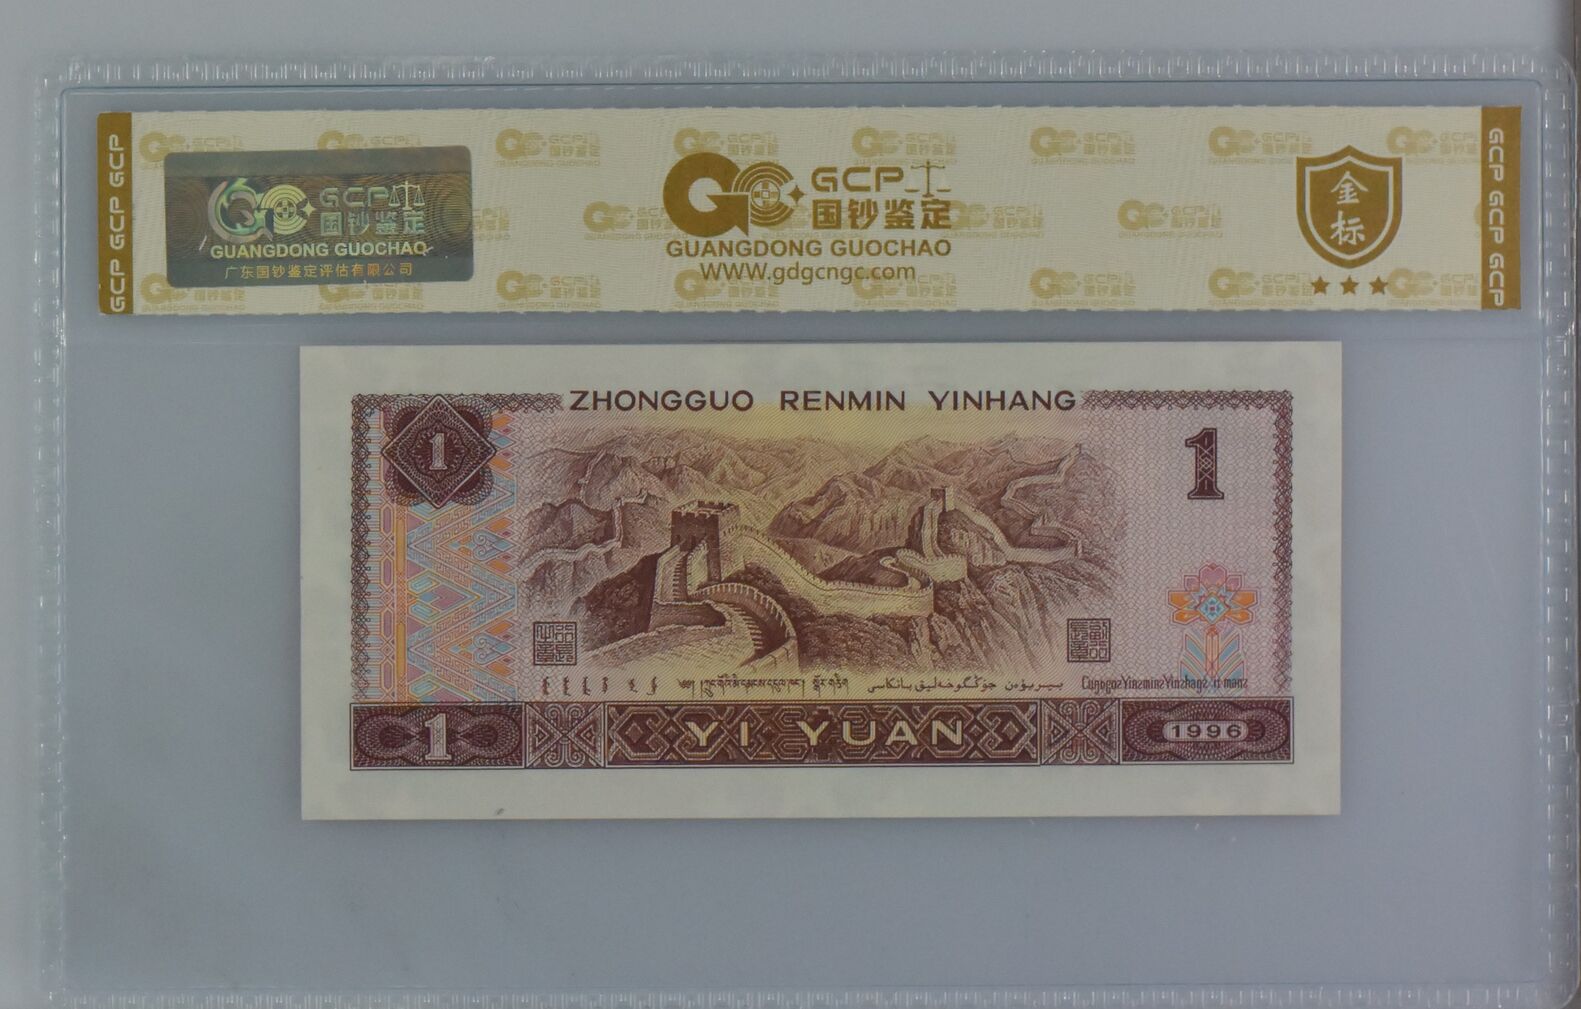 GCP GCP GCP
GCP
国钞鉴定
GUANGDONG GUOCHAO
广东国钞鉴定评估有限公司
GCP
国钞鉴定
GUANGDONG GUOCHAO
WWW.gdgcngc.com
金标
GCP GCP GCP
ZHONGGUO RENMIN YINHANG
1
1
1
YI YUAN
1996